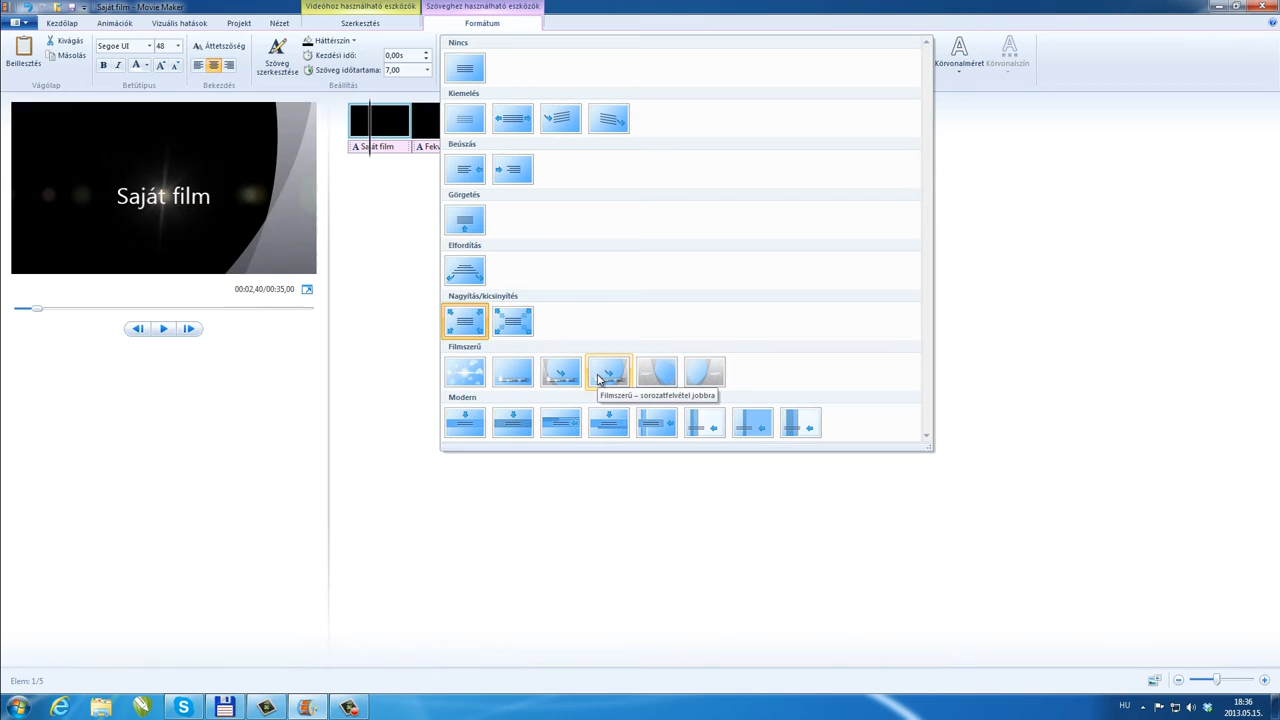 Saját film - Movie Maker
Videóhoz használható eszközök
Szöveghez használható eszközök
Kezdőlap
Animációk
Vizuális hatások
Projekt
Nézet
Szerkesztés
Formátum
Beillesztés
Kivágás
Másolás
Vágólap
Segoe UI
48
B
I
A
A
A
Betűtípus
Áttetszőség
Bekezdés
Szöveg
szerkesztése
Háttérszín
Kezdési idő:
0,00s
Szöveg időtartama:
7,00
Beállítás
Körvonalméret
Körvonalszín
Nincs
Kiemelés
Beúszás
Görgetés
Elfordítás
Nagyítás/kicsinyítés
Filmszerű
Filmszerű – sorozatfelvétel jobbra
Modern
Saját film
00:02,40/00:35,00
A Saját film
A Fekv
Elem: 1/5
HU
18:36
2013.05.15.